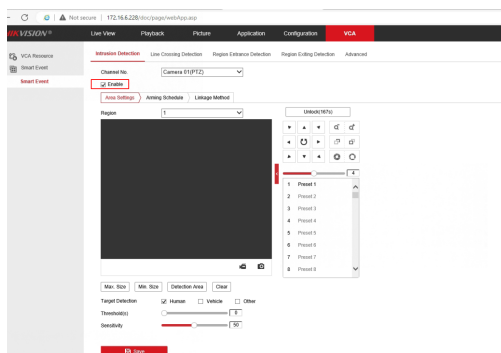 Not secure | 172.16.6.228/doc/page/webApp.asp
HIKVISION®
Live View Playback Picture Application Configuration VCA
VCA Resource
Smart Event
Smart Event
Intrusion Detection Line Crossing Detection Region Entrance Detection Region Exiting Detection Advanced
Channel No. Camera 01(PTZ)
Enable
Area Settings Arming Schedule Linkage Method
Region 1
Unlock(167s)
4
1 Preset 1
2 Preset 2
3 Preset 3
4 Preset 4
5 Preset 5
6 Preset 6
7 Preset 7
8 Preset 8
Max. Size Min. Size Detection Area Clear
Target Detection Human Vehicle Other
Threshold(s) 0
Sensitivity 50
Save